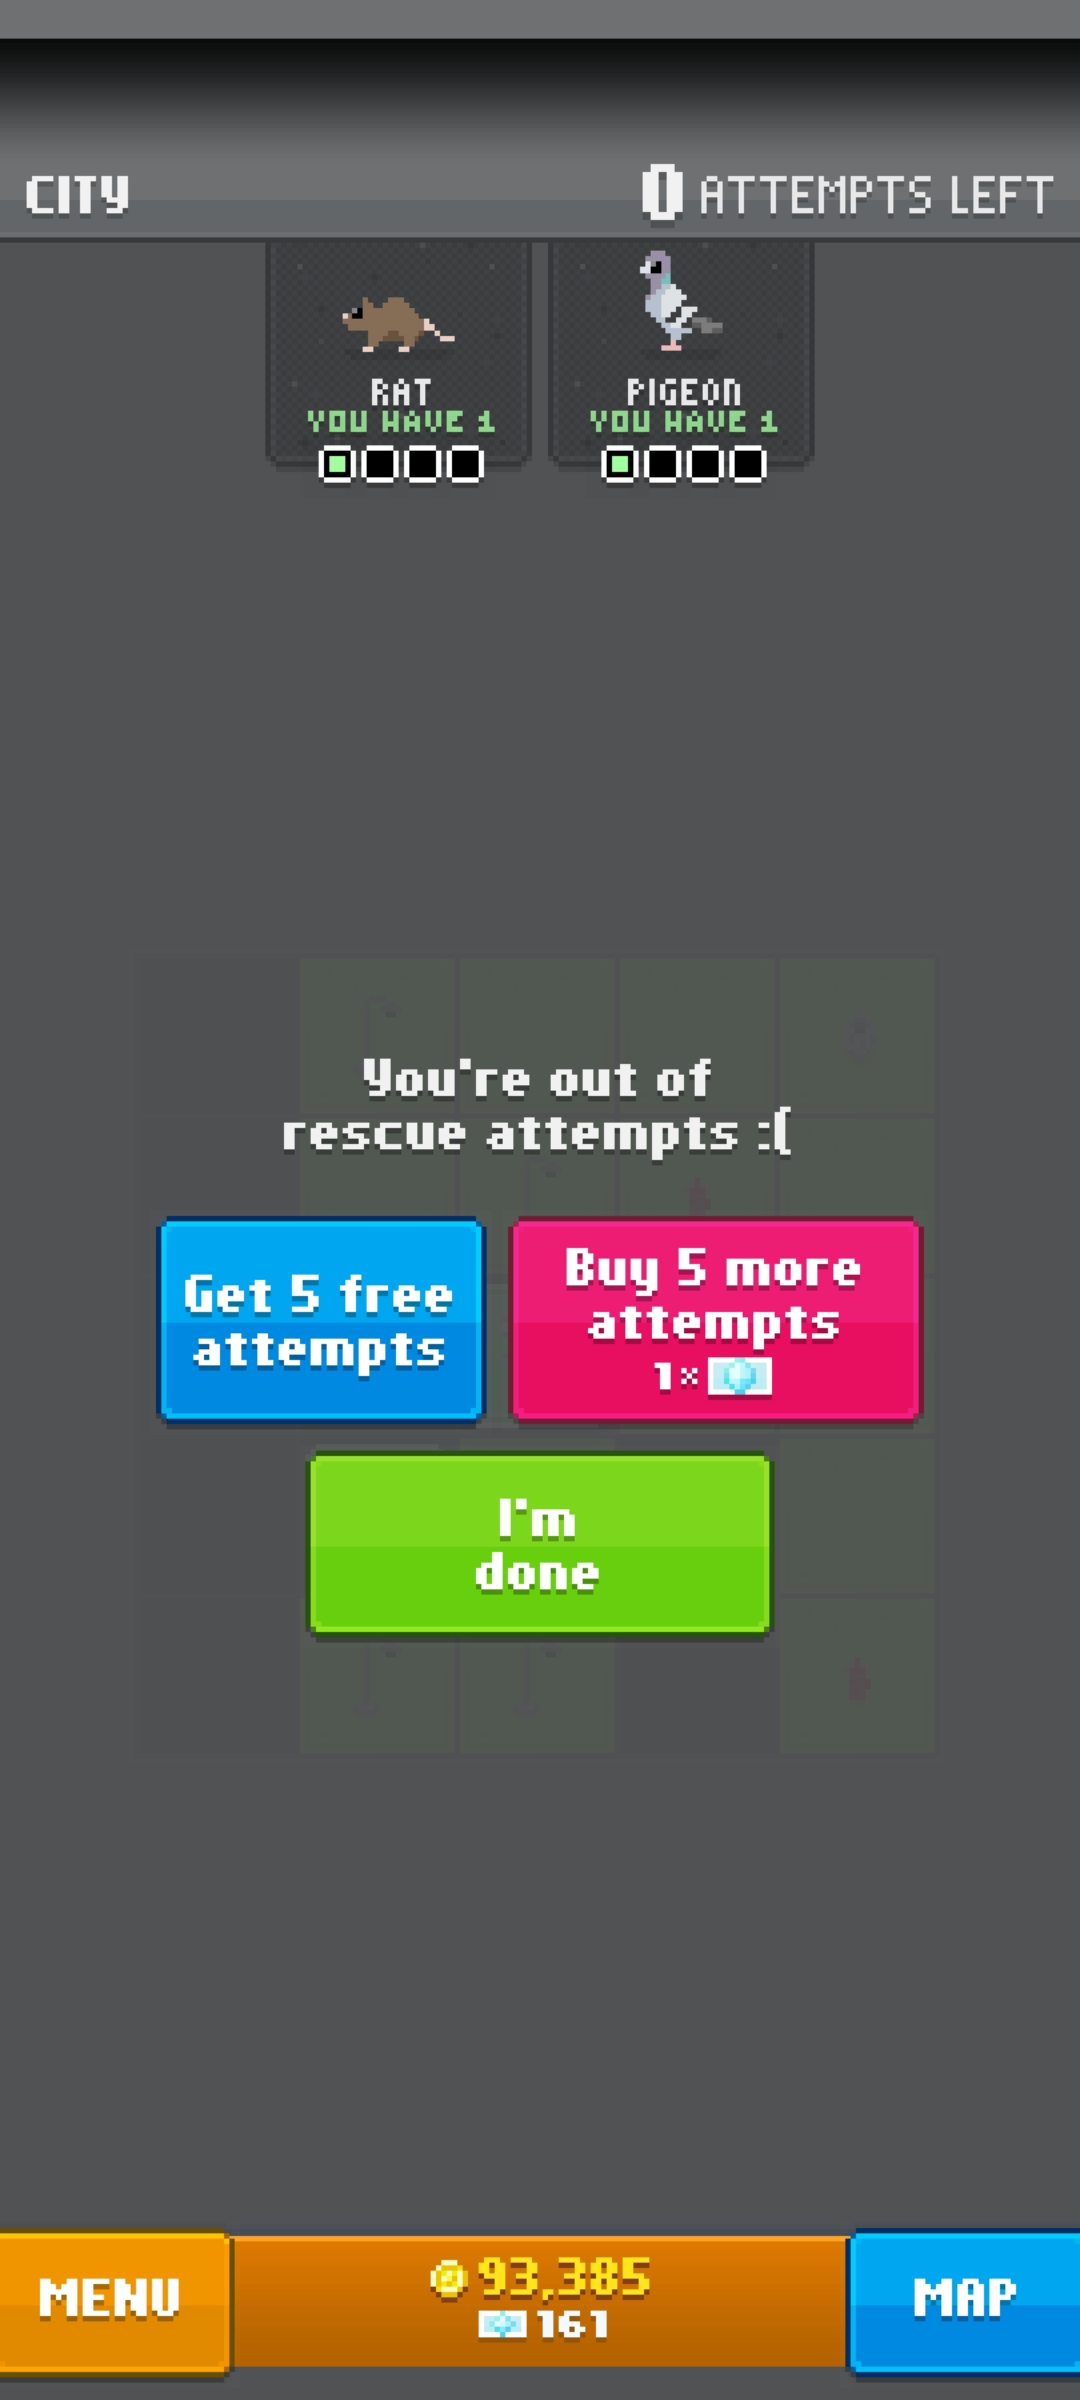 CITY
0 ATTEMPTS LEFT
RAT
YOU HAVE 1
PIGEON
YOU HAVE 1
You're out of
rescue attempts :(
Get 5 free
attempts
Buy 5 more
attempts
1×
I'm
done
MENU
93,385
161
MAP